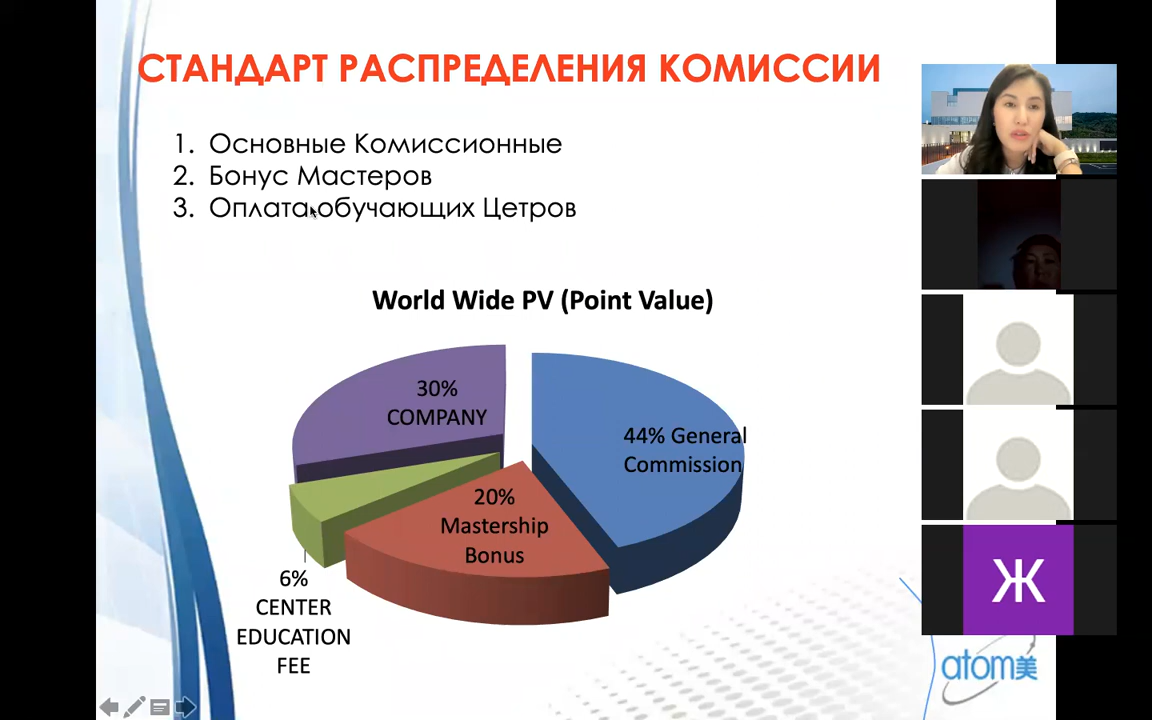 СТАНДАРТ РАСПРЕДЕЛЕНИЯ КОМИССИИ
1. Основные Комиссионные
2. Бонус Мастеров
3. Оплата обучающих Цетров
World Wide PV (Point Value)
30%
COMPANY
44% General
Commission
20%
Mastership
Bonus
6%
CENTER
EDUCATION
FEE
Ж
atom美